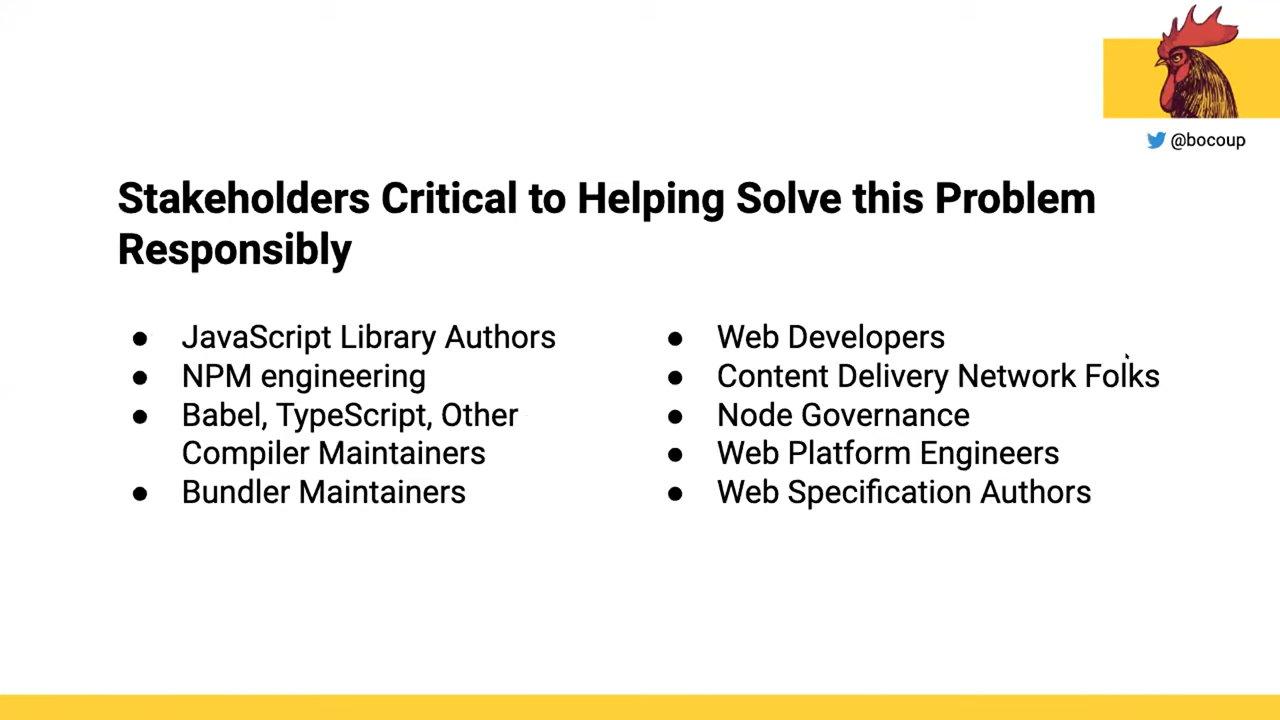 @bocoup
Stakeholders Critical to Helping Solve this Problem
Responsibly
● JavaScript Library Authors
● NPM engineering
● Babel, TypeScript, Other
Compiler Maintainers
● Bundler Maintainers
● Web Developers
● Content Delivery Network Folks
● Node Governance
● Web Platform Engineers
● Web Specification Authors